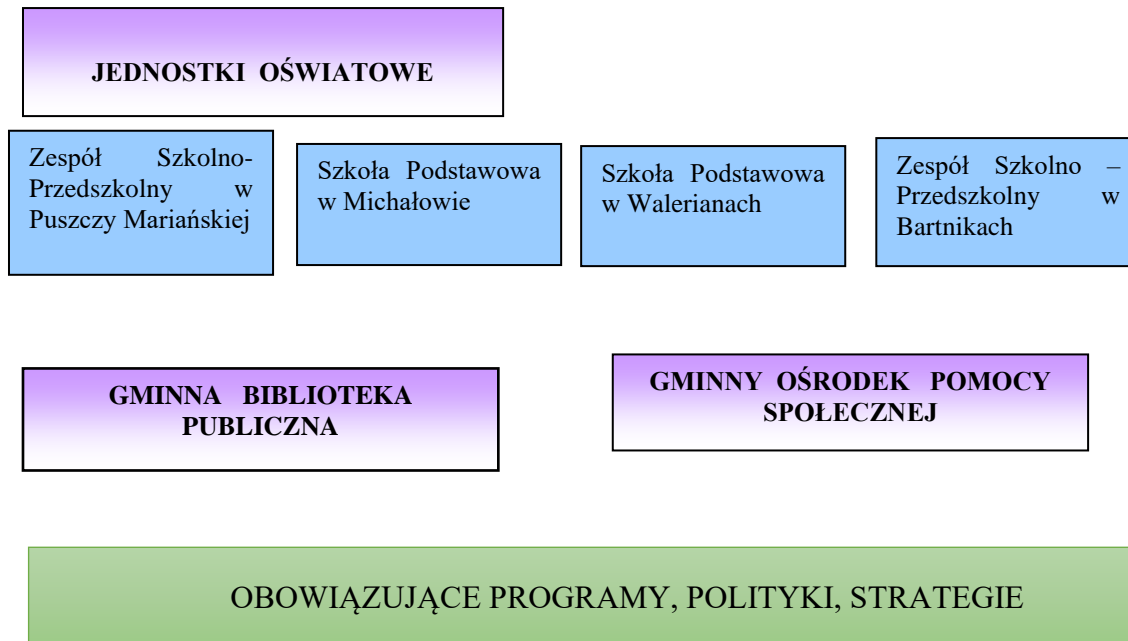 JEDNOSTKI OŚWIATOWE
Zespół Szkolno-
Przedszkolny w
Puszczy Mariańskiej
Szkoła Podstawowa
w Michałowie
Szkoła Podstawowa
w Walerianach
Zespół Szkolno –
Przedszkolny w
Bartnikach
GMINNA BIBLIOTEKA
PUBLICZNA
GMINNY OŚRODEK POMOCY
SPOŁECZNEJ
OBOWIĄZUJĄCE PROGRAMY, POLITYKI, STRATEGIE